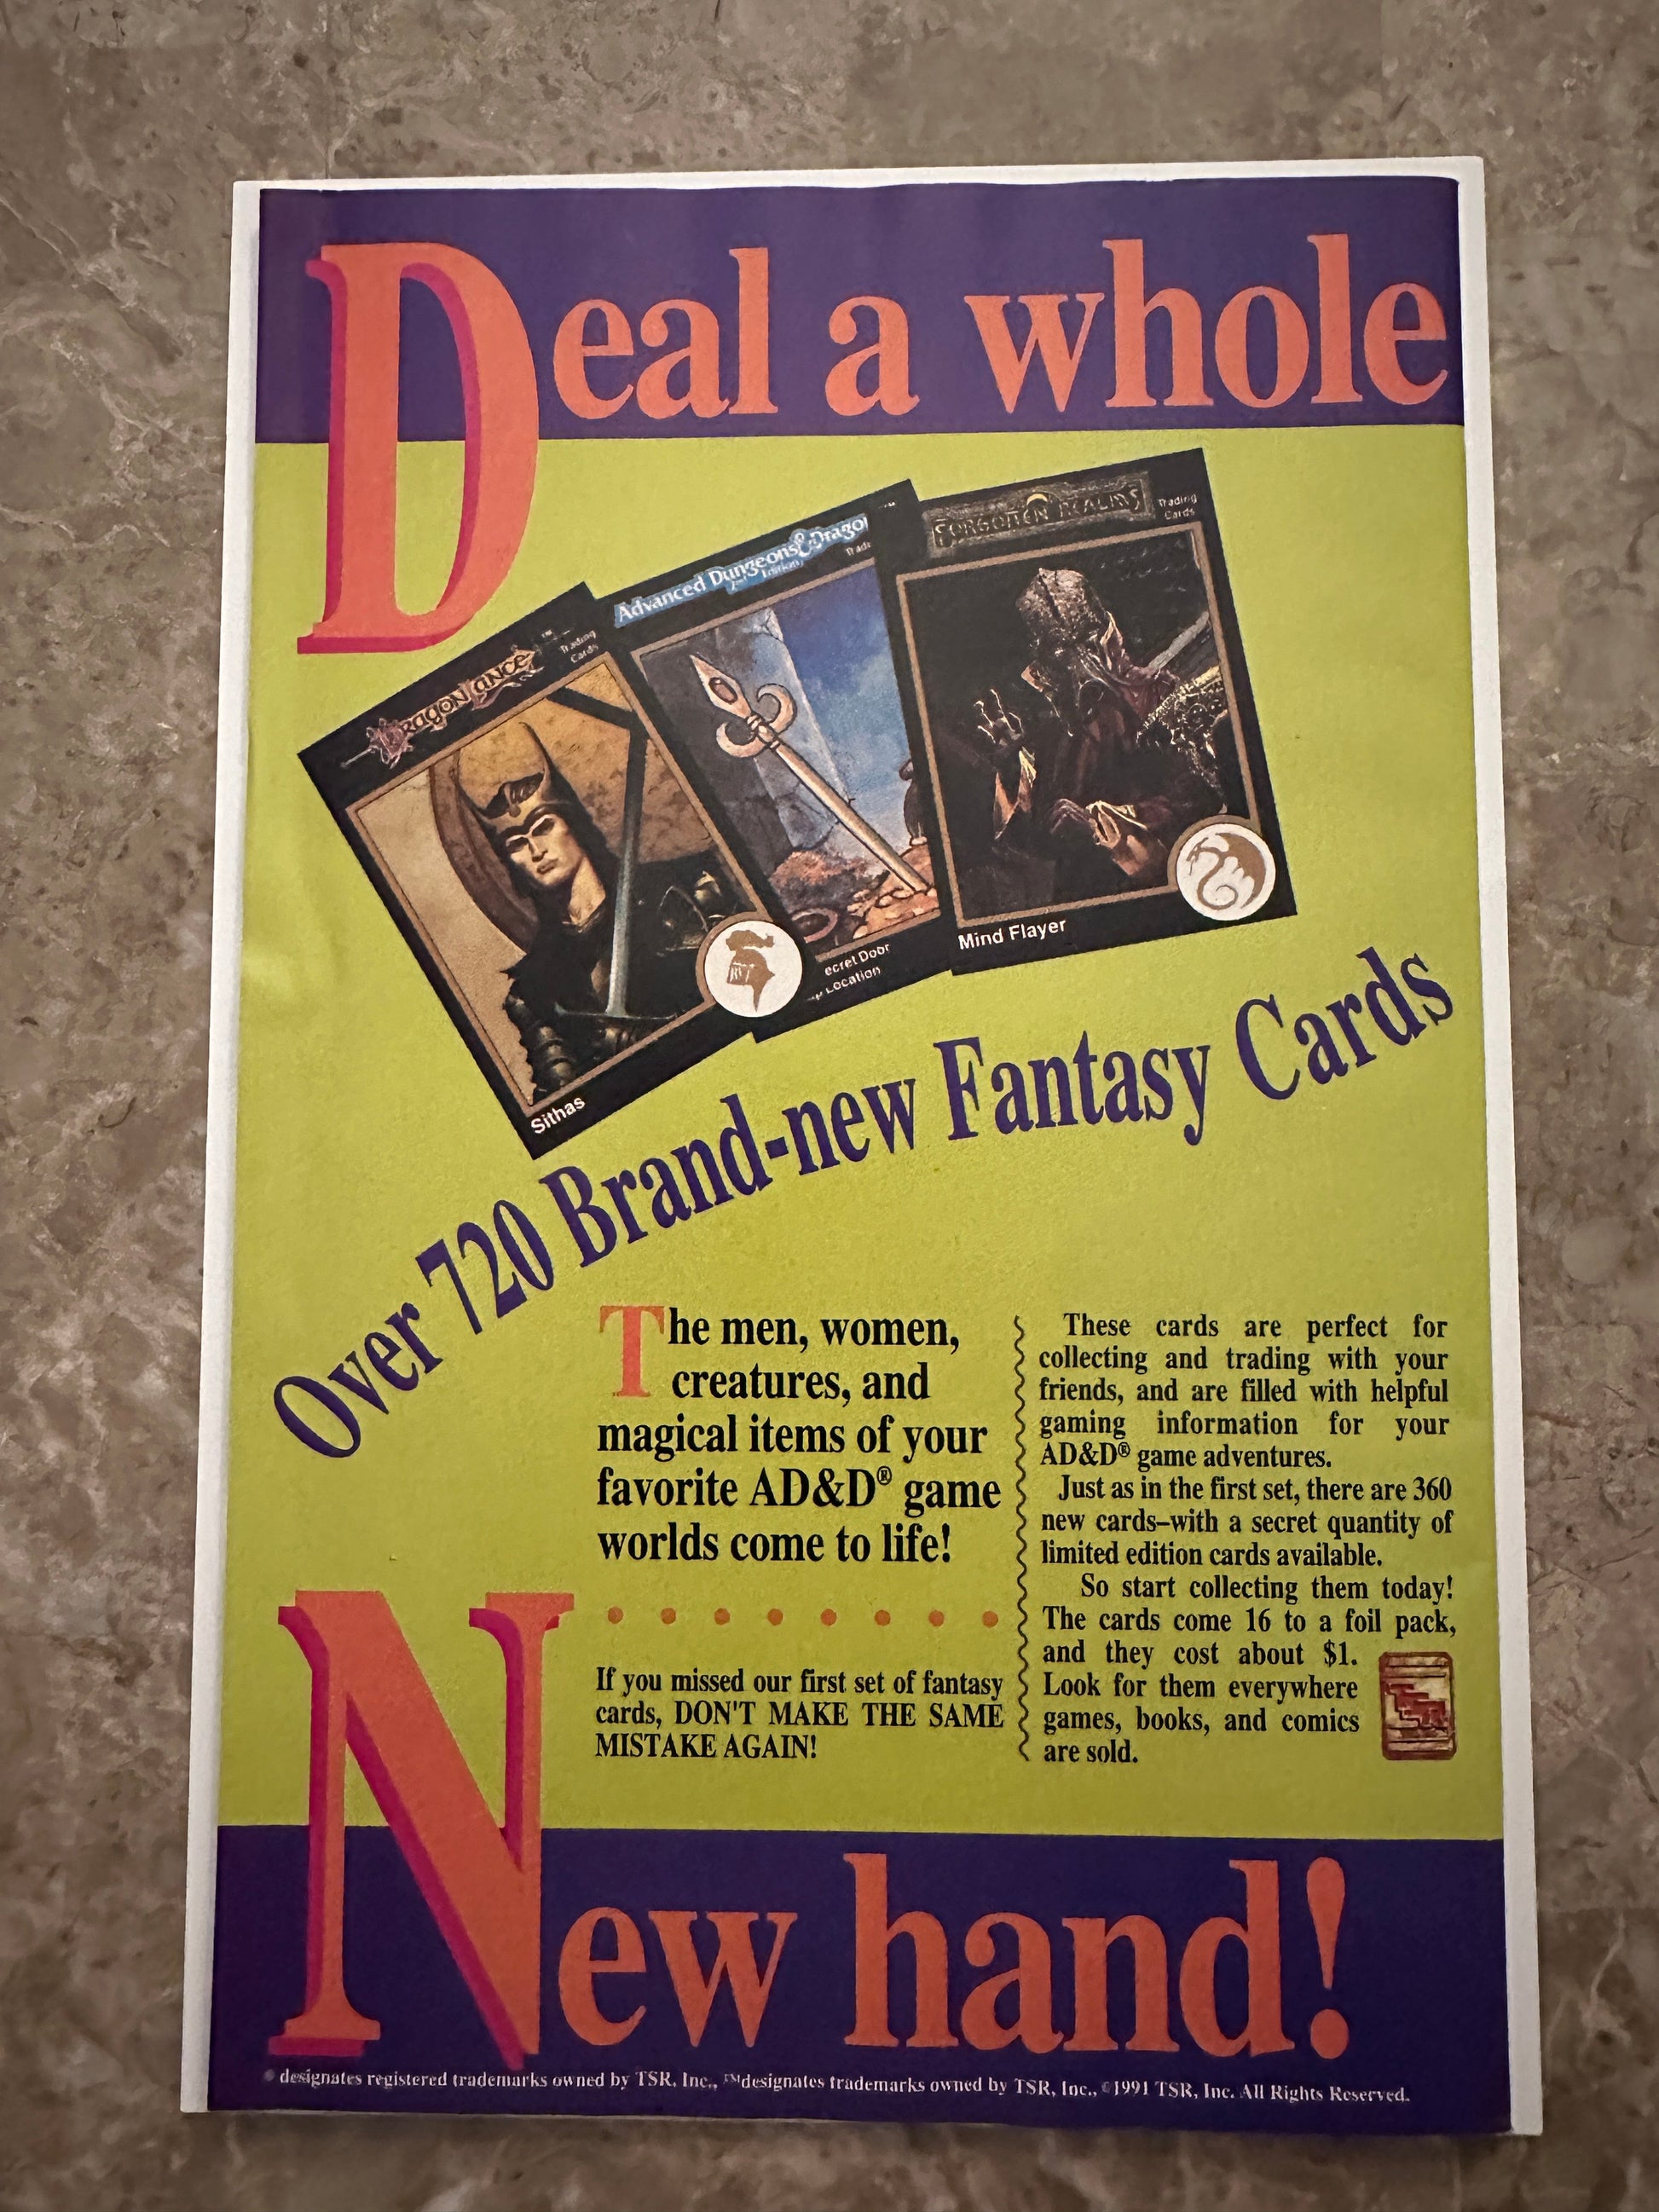 Deal a whole
DRAGONLANCE™
Trading
Cards
Sithas
Advanced Dungeons & Drago
2nd Edition
Tradi
ecret Door
Location
FORGOTTEN REALMS
Trading
Cards
Mind Flayer
Over 720 Brand-new Fantasy Cards
The men, women,
creatures, and
magical items of your
favorite AD&D® game
worlds come to life!
If you missed our first set of fantasy
cards, DON'T MAKE THE SAME
MISTAKE AGAIN!
These cards are perfect for
collecting and trading with your
friends, and are filled with helpful
gaming information for your
AD&D® game adventures.
Just as in the first set, there are 360
new cards–with a secret quantity of
limited edition cards available.
So start collecting them today!
The cards come 16 to a foil pack,
and they cost about $1.
Look for them everywhere
games, books, and comics
are sold.
New hand!
® designates registered trademarks owned by TSR, Inc., ™designates trademarks owned by TSR, Inc., ©1991 TSR, Inc. All Rights Reserved.